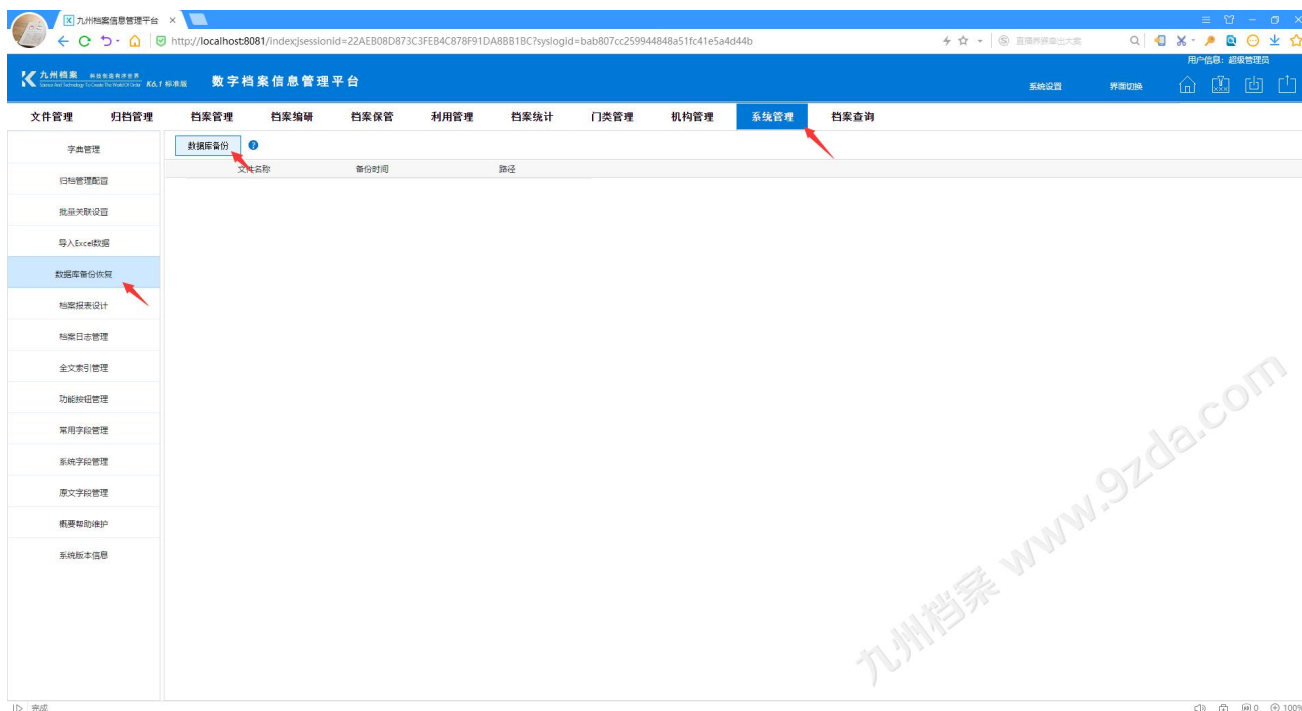 九州档案信息管理平台
http://localhost:8081/index;jsessionid=22AEB08D873C3FEB4C878F91DA8BB1BC?syslogid=bab807cc259944848a51fc41e5a4d44b
用户信息: 超级管理员
九州档案 科技创造有序世界 K6.1 标准版 数字档案信息管理平台 系统设置 界面切换
文件管理 归档管理 档案管理 档案编研 档案保管 利用管理 档案统计 门类管理 机构管理 系统管理 档案查询
字典管理
数据库备份 ?
文件名称 备份时间 路径
归档管理配置
批量关联设置
导入Excel数据
数据库备份恢复
档案报表设计
档案日志管理
全文索引管理
功能按钮管理
常用字段管理
系统字段管理
原文字段管理
概要帮助维护
系统版本信息
九州档案 www.9zda.com
完成
0 100%